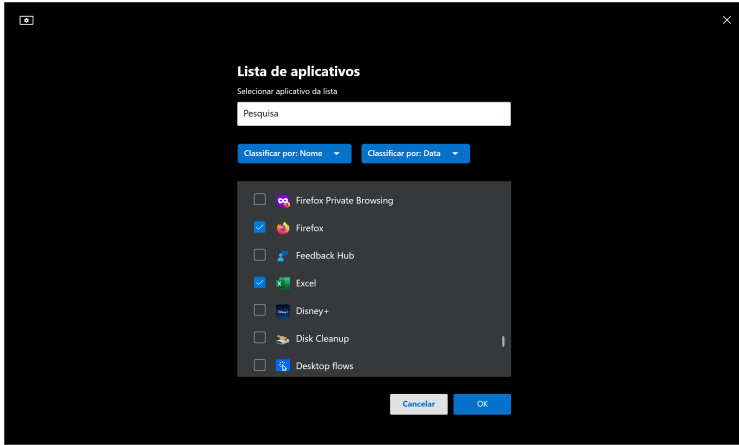 Lista de aplicativos
Selecionar aplicativo da lista
Pesquisa
Classificar por: Nome
Classificar por: Data
Firefox Private Browsing
Firefox
Feedback Hub
Excel
Disney+
Disk Cleanup
Desktop flows
Cancelar
OK